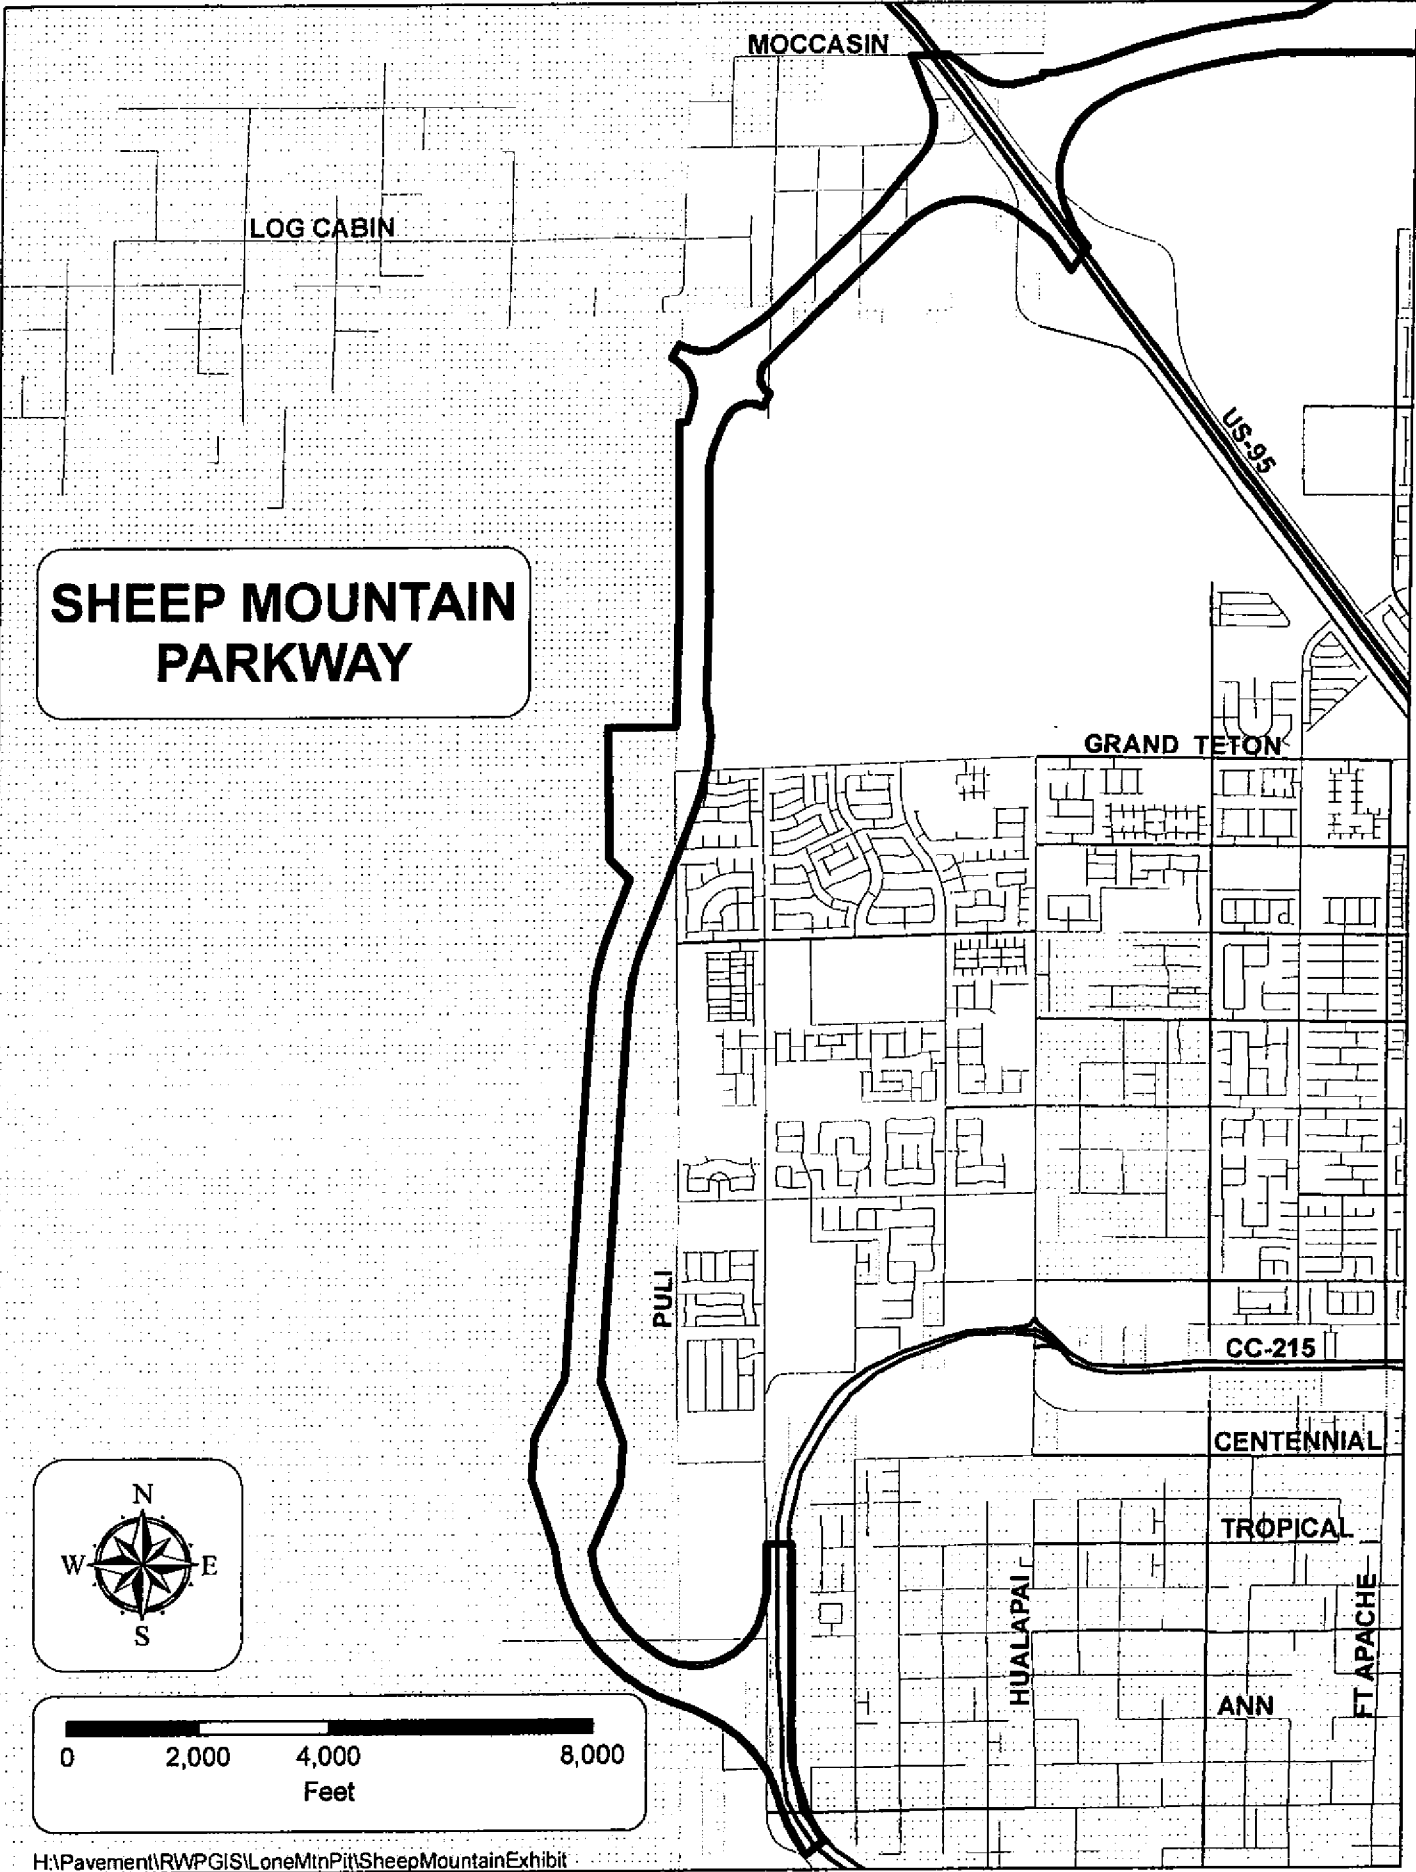 MOCCASIN
LOG CABIN
US-95
SHEEP MOUNTAIN
PARKWAY
GRAND TETON
PULI
CC-215
CENTENNIAL
TROPICAL
HUALAPAI
FT APACHE
ANN
N
W E
S
0 2,000 4,000 8,000
Feet
H:\Pavement\RWPGIS\LoneMtnPit\SheepMountainExhibit